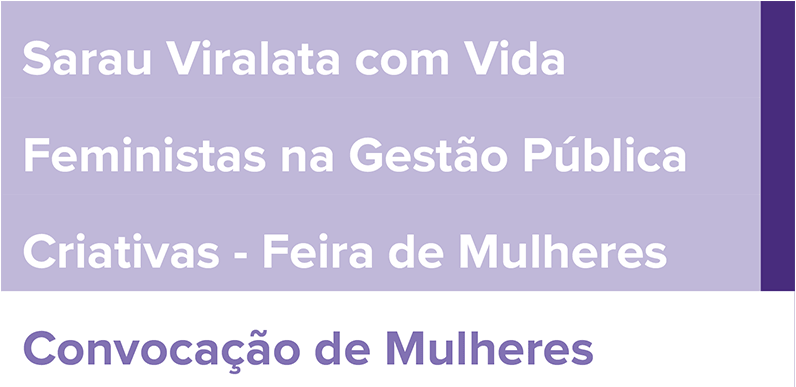 Sarau Viralata com Vida
Feministas na Gestão Pública
Criativas - Feira de Mulheres
Convocação de Mulheres